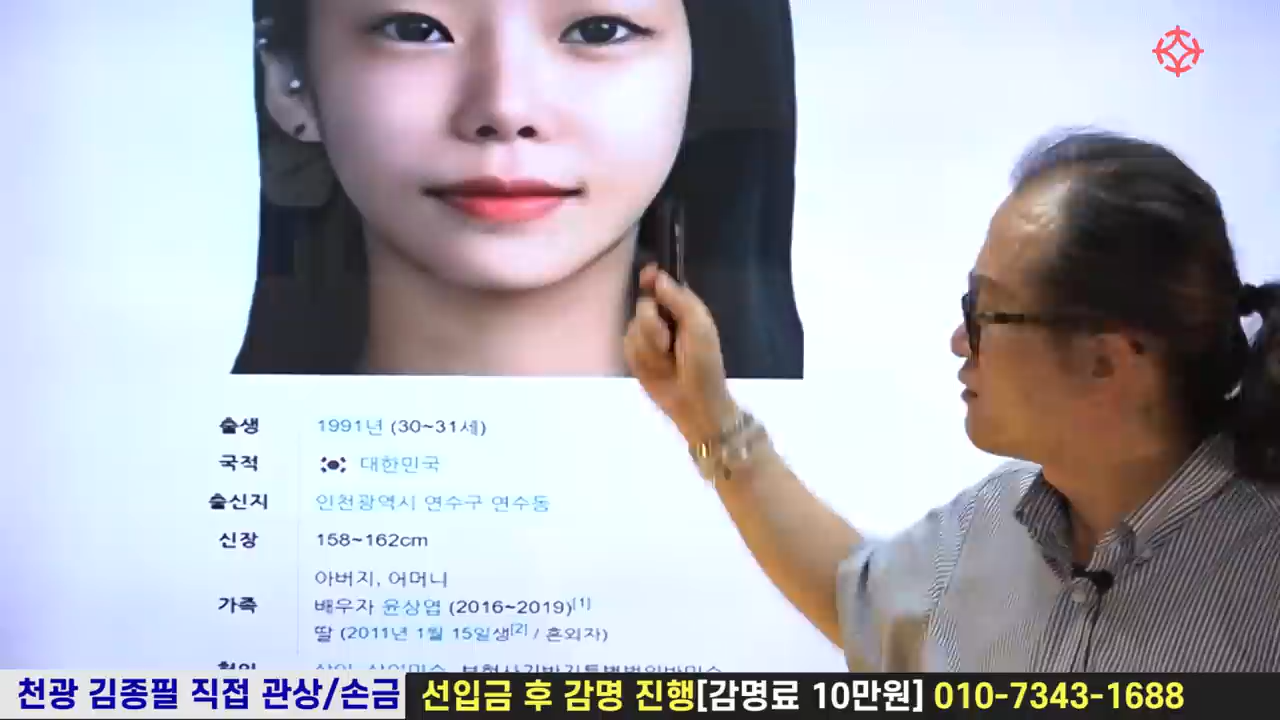 출생 1991년 (30~31세)
국적 대한민국
출신지 인천광역시 연수구 연수동
신장 158~162cm
아버지, 어머니
가족 배우자 윤상엽 (2016~2019)[1]
딸 (2011년 1월 15일생[2] / 혼외자)
천광 김종필 직접 관상/손금
선입금 후 감명 진행[감명료 10만원] 010-7343-1688